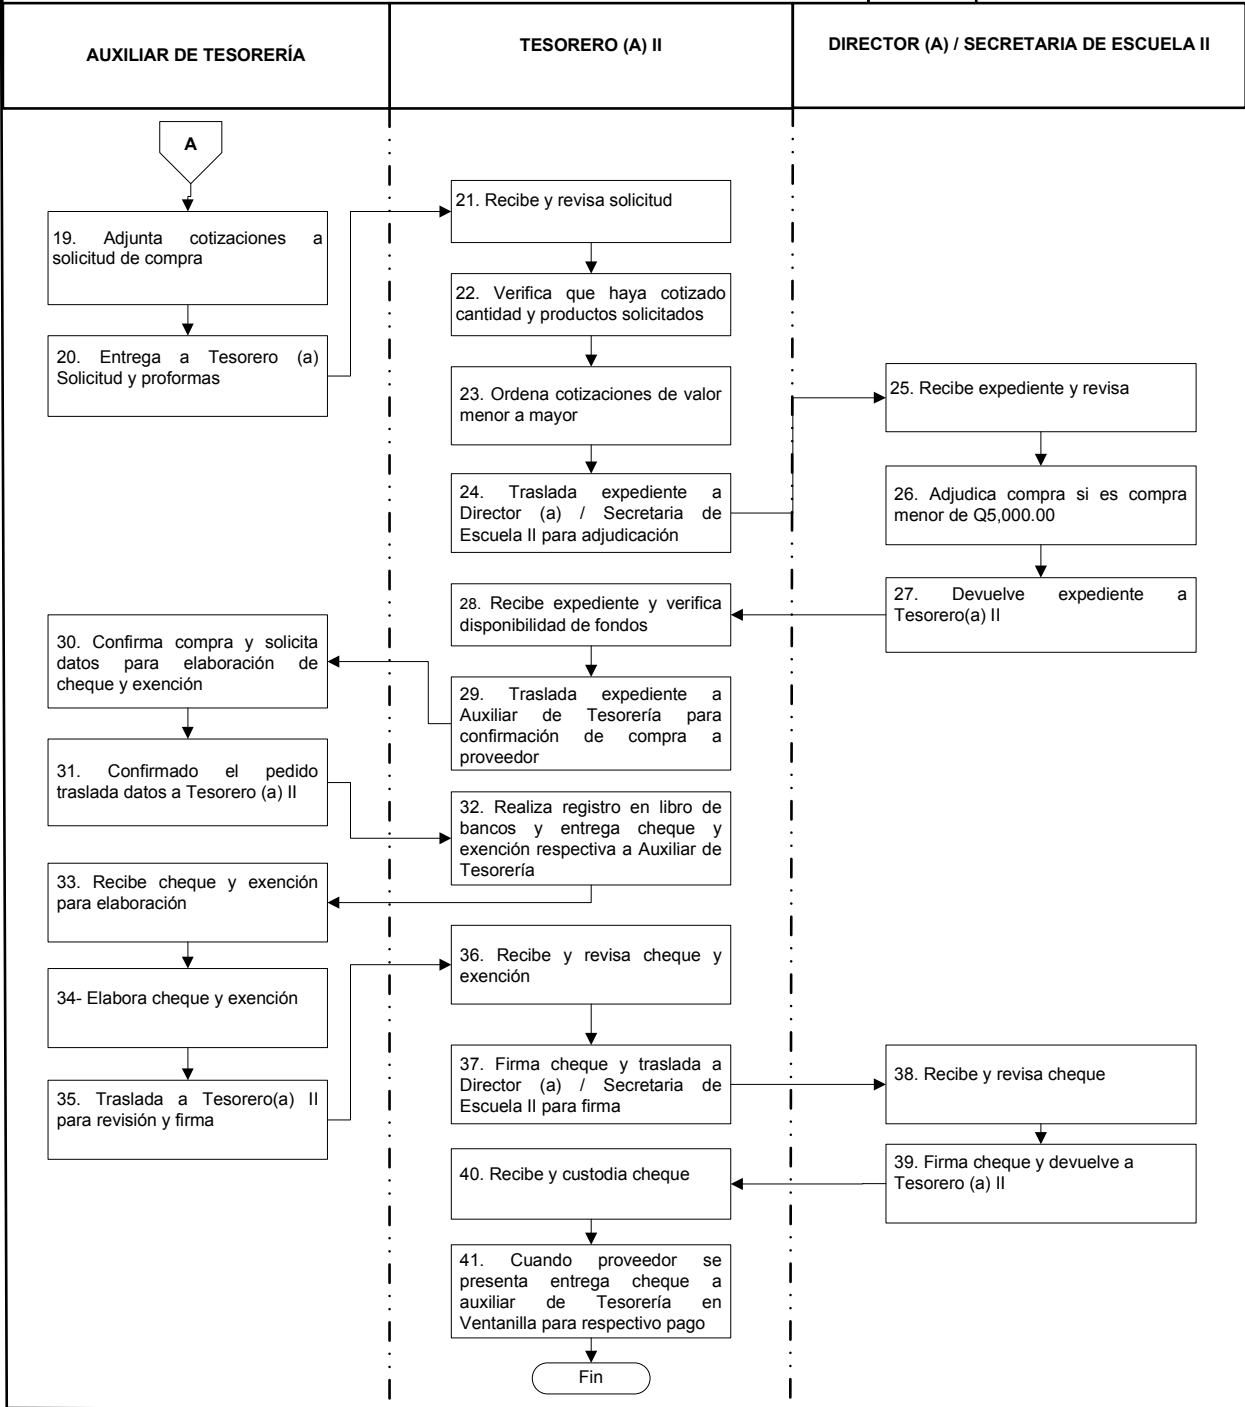 AUXILIAR DE TESORERÍA
TESORERO (A) II
DIRECTOR (A) / SECRETARIA DE ESCUELA II
A
19. Adjunta cotizaciones a
solicitud de compra
20. Entrega a Tesorero (a)
Solicitud y proformas
21. Recibe y revisa solicitud
22. Verifica que haya cotizado
cantidad y productos solicitados
23. Ordena cotizaciones de valor
menor a mayor
24. Traslada expediente a
Director (a) / Secretaria de
Escuela II para adjudicación
25. Recibe expediente y revisa
26. Adjudica compra si es compra
menor de Q5,000.00
27. Devuelve expediente a
Tesorero(a) II
28. Recibe expediente y verifica
disponibilidad de fondos
29. Traslada expediente a
Auxiliar de Tesorería para
confirmación de compra a
proveedor
30. Confirma compra y solicita
datos para elaboración de
cheque y exención
31. Confirmado el pedido
traslada datos a Tesorero (a) II
32. Realiza registro en libro de
bancos y entrega cheque y
exención respectiva a Auxiliar de
Tesorería
33. Recibe cheque y exención
para elaboración
34- Elabora cheque y exención
35. Traslada a Tesorero(a) II
para revisión y firma
36. Recibe y revisa cheque y
exención
37. Firma cheque y traslada a
Director (a) / Secretaria de
Escuela II para firma
38. Recibe y revisa cheque
39. Firma cheque y devuelve a
Tesorero (a) II
40. Recibe y custodia cheque
41. Cuando proveedor se
presenta entrega cheque a
auxiliar de Tesorería en
Ventanilla para respectivo pago
Fin